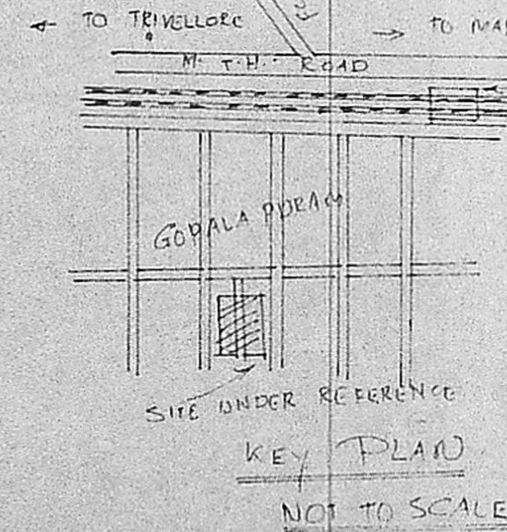 ← TO TRIVELLORE
→ TO MA
M. T. H. ROAD
GOPALA PURAM
SITE UNDER REFERENCE
KEY PLAN
NOT TO SCALE